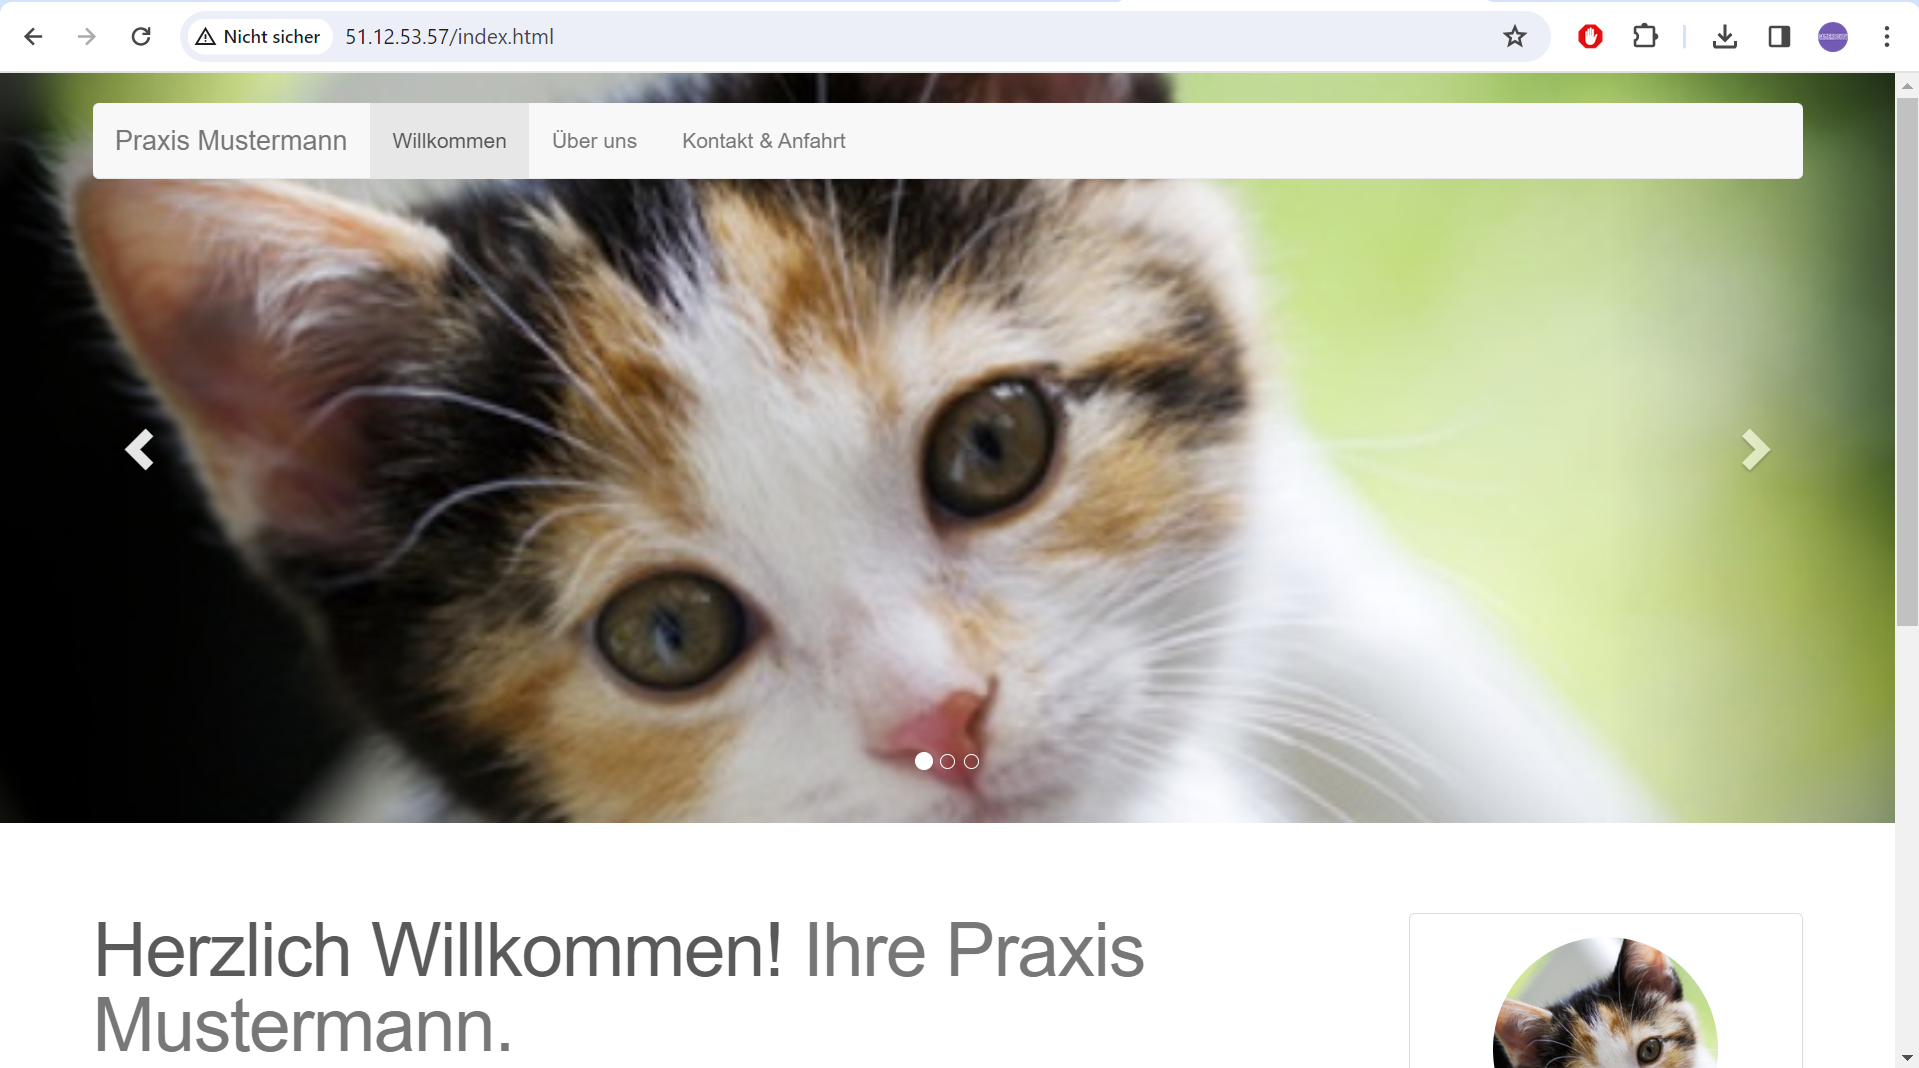 Nicht sicher 51.12.53.57/index.html
Praxis Mustermann Willkommen Über uns Kontakt & Anfahrt
Herzlich Willkommen! Ihre Praxis
Mustermann.